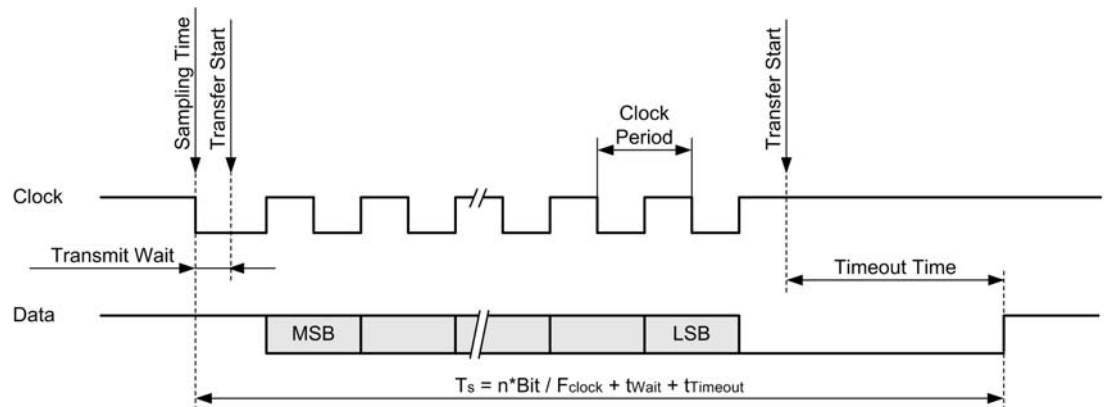 Sampling Time
Transfer Start
Transfer Start
Clock
Period
Clock
Transmit Wait
Timeout Time
Data
MSB
LSB
Ts = n*Bit / Fclock + tWait + tTimeout